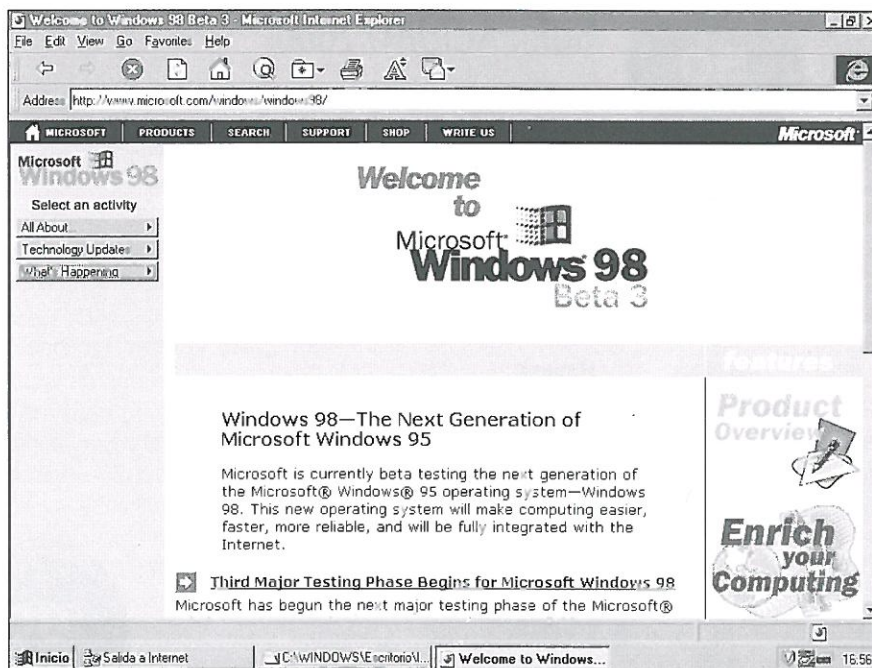 Welcome to Windows 98 Beta 3 - Microsoft Internet Explorer
File Edit View Go Favorites Help
Address http://www.microsoft.com/windows/windows98/
MICROSOFT PRODUCTS SEARCH SUPPORT SHOP WRITE US Microsoft
Microsoft
Windows 98
Select an activity
All About...
Technology Updates
What's Happening
Welcome
to
Microsoft
Windows 98
Beta 3
features
Windows 98—The Next Generation of
Microsoft Windows 95
Microsoft is currently beta testing the next generation of
the Microsoft® Windows® 95 operating system—Windows
98. This new operating system will make computing easier,
faster, more reliable, and will be fully integrated with the
Internet.
Third Major Testing Phase Begins for Microsoft Windows 98
Microsoft has begun the next major testing phase of the Microsoft®
Product
Overview
Enrich
your
Computing
Inicio Salida a Internet C:\WINDOWS\Escritorio\I... Welcome to Windows... 16:56